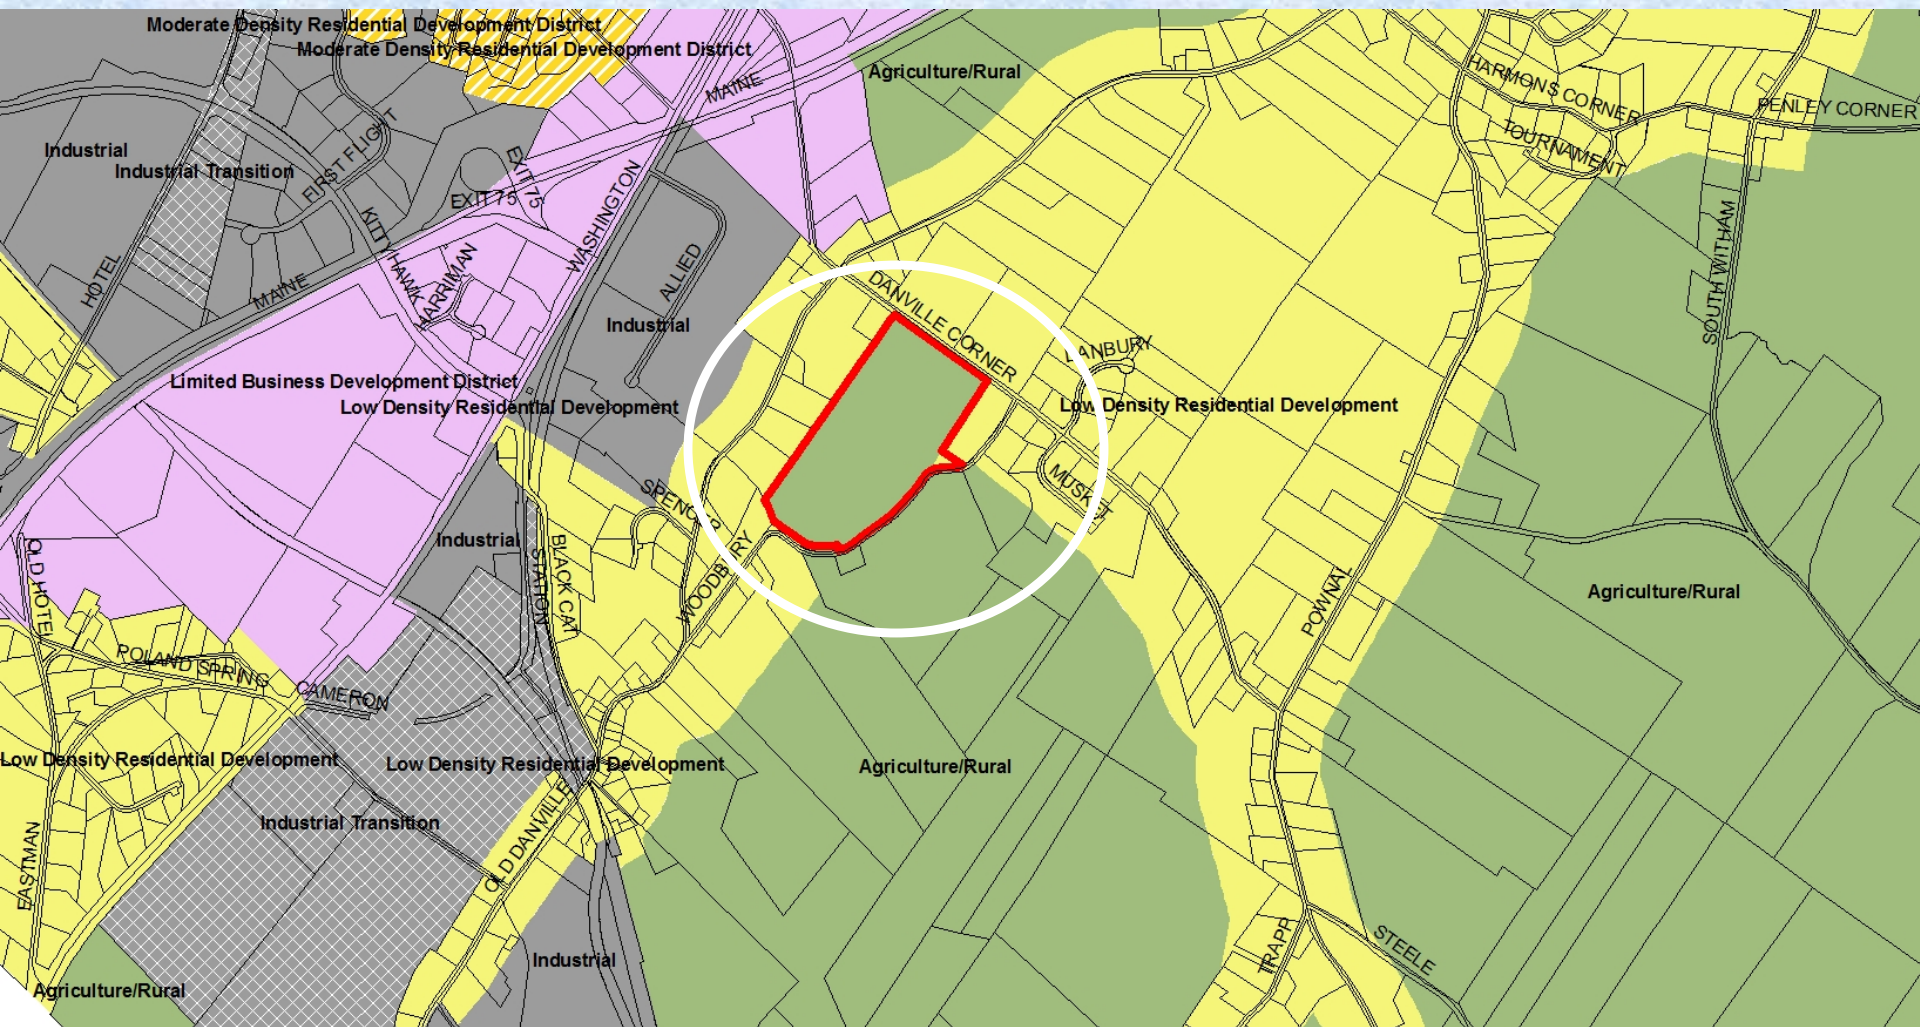 Moderate Density Residential Development District
Moderate Density Residential Development District
Agriculture/Rural
MAINE
HARMONS CORNER
PENLEY CORNER
TOURNAMENT
Industrial
Industrial Transition
FIRST FLIGHT
EXIT 75
EXIT 75
WASHINGTON
KITTYHAWK
HARRIMAN
HOTEL
MAINE
ALLIED
SOUTH WITHAM
DANVILLE CORNER
Industrial
DANBURY
Limited Business Development District
Low Density Residential Development
Low Density Residential Development
SPENCER
MUSKET
Industrial
OLD HOTEL
STATION
BLACK CAT
WOODBURY
POWNAL
Agriculture/Rural
POLAND SPRING
CAMERON
Low Density Residential Development
Low Density Residential Development
Agriculture/Rural
Industrial Transition
OLD DANVILLE
EASTMAN
Industrial
TRAPP
STEELE
Agriculture/Rural